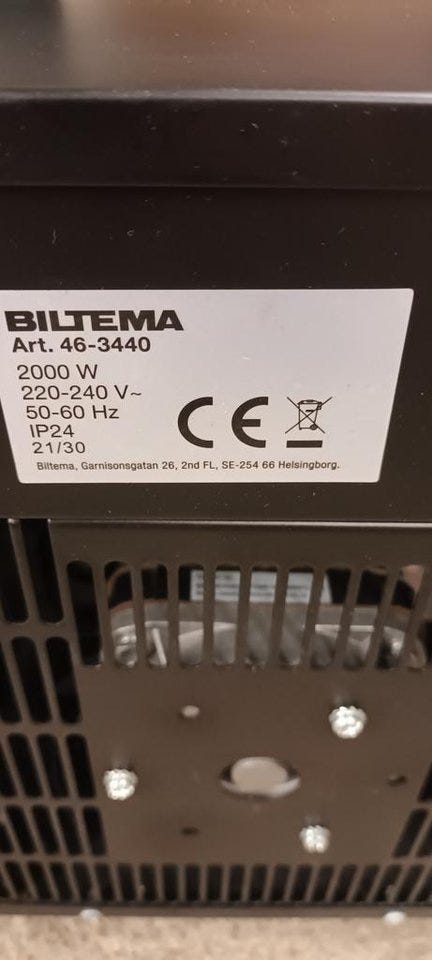 BILTEMA
Art. 46-3440
2000 W
220-240 V~
50-60 Hz
IP24
21/30
CE
Biltema, Garnisonsgatan 26, 2nd FL, SE-254 66 Helsingborg.